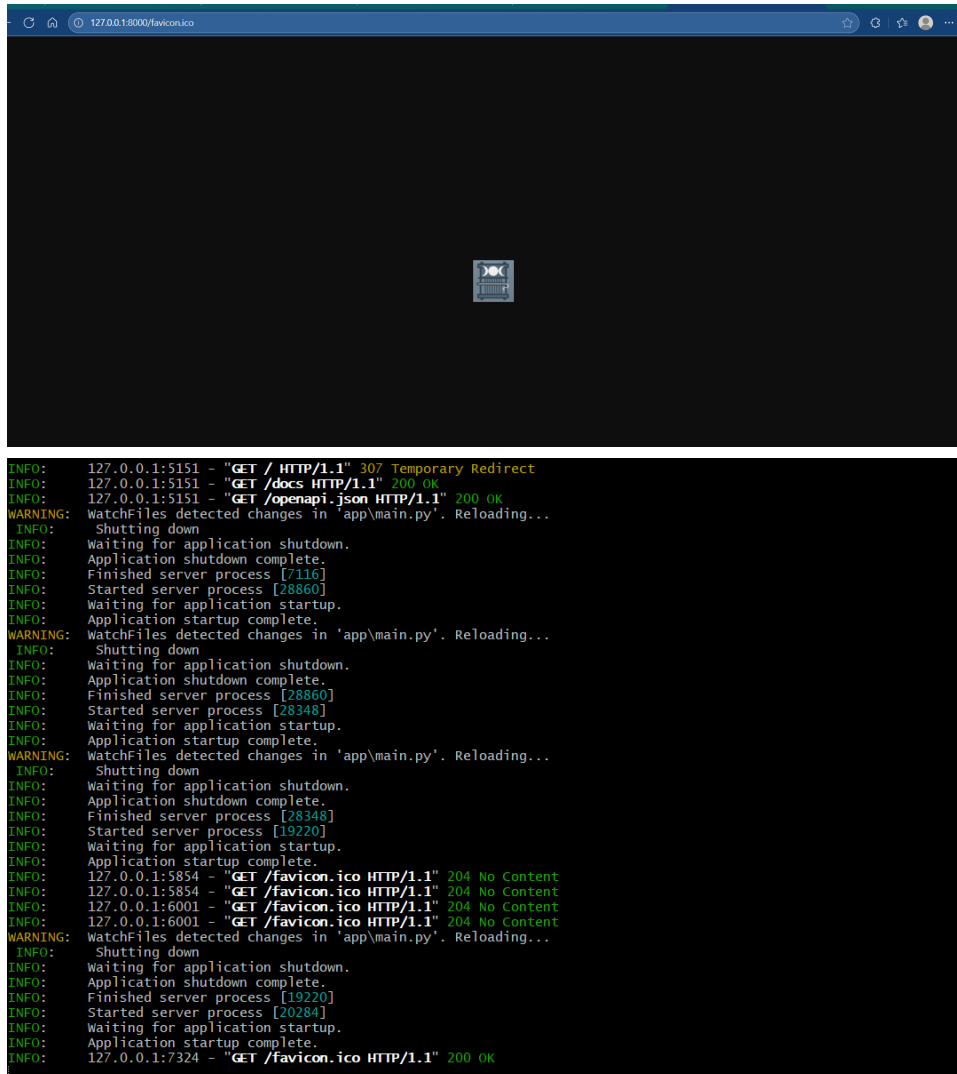 127.0.0.1:8000/favicon.ico
INFO:     127.0.0.1:5151 - "GET / HTTP/1.1" 307 Temporary Redirect
INFO:     127.0.0.1:5151 - "GET /docs HTTP/1.1" 200 OK
INFO:     127.0.0.1:5151 - "GET /openapi.json HTTP/1.1" 200 OK
WARNING:  WatchFiles detected changes in 'app\main.py'. Reloading...
 INFO:     Shutting down
INFO:     Waiting for application shutdown.
INFO:     Application shutdown complete.
INFO:     Finished server process [7116]
INFO:     Started server process [28860]
INFO:     Waiting for application startup.
INFO:     Application startup complete.
WARNING:  WatchFiles detected changes in 'app\main.py'. Reloading...
 INFO:     Shutting down
INFO:     Waiting for application shutdown.
INFO:     Application shutdown complete.
INFO:     Finished server process [28860]
INFO:     Started server process [28348]
INFO:     Waiting for application startup.
INFO:     Application startup complete.
WARNING:  WatchFiles detected changes in 'app\main.py'. Reloading...
 INFO:     Shutting down
INFO:     Waiting for application shutdown.
INFO:     Application shutdown complete.
INFO:     Finished server process [28348]
INFO:     Started server process [19220]
INFO:     Waiting for application startup.
INFO:     Application startup complete.
INFO:     127.0.0.1:5854 - "GET /favicon.ico HTTP/1.1" 204 No Content
INFO:     127.0.0.1:5854 - "GET /favicon.ico HTTP/1.1" 204 No Content
INFO:     127.0.0.1:6001 - "GET /favicon.ico HTTP/1.1" 204 No Content
INFO:     127.0.0.1:6001 - "GET /favicon.ico HTTP/1.1" 204 No Content
WARNING:  WatchFiles detected changes in 'app\main.py'. Reloading...
 INFO:     Shutting down
INFO:     Waiting for application shutdown.
INFO:     Application shutdown complete.
INFO:     Finished server process [19220]
INFO:     Started server process [20284]
INFO:     Waiting for application startup.
INFO:     Application startup complete.
INFO:     127.0.0.1:7324 - "GET /favicon.ico HTTP/1.1" 200 OK